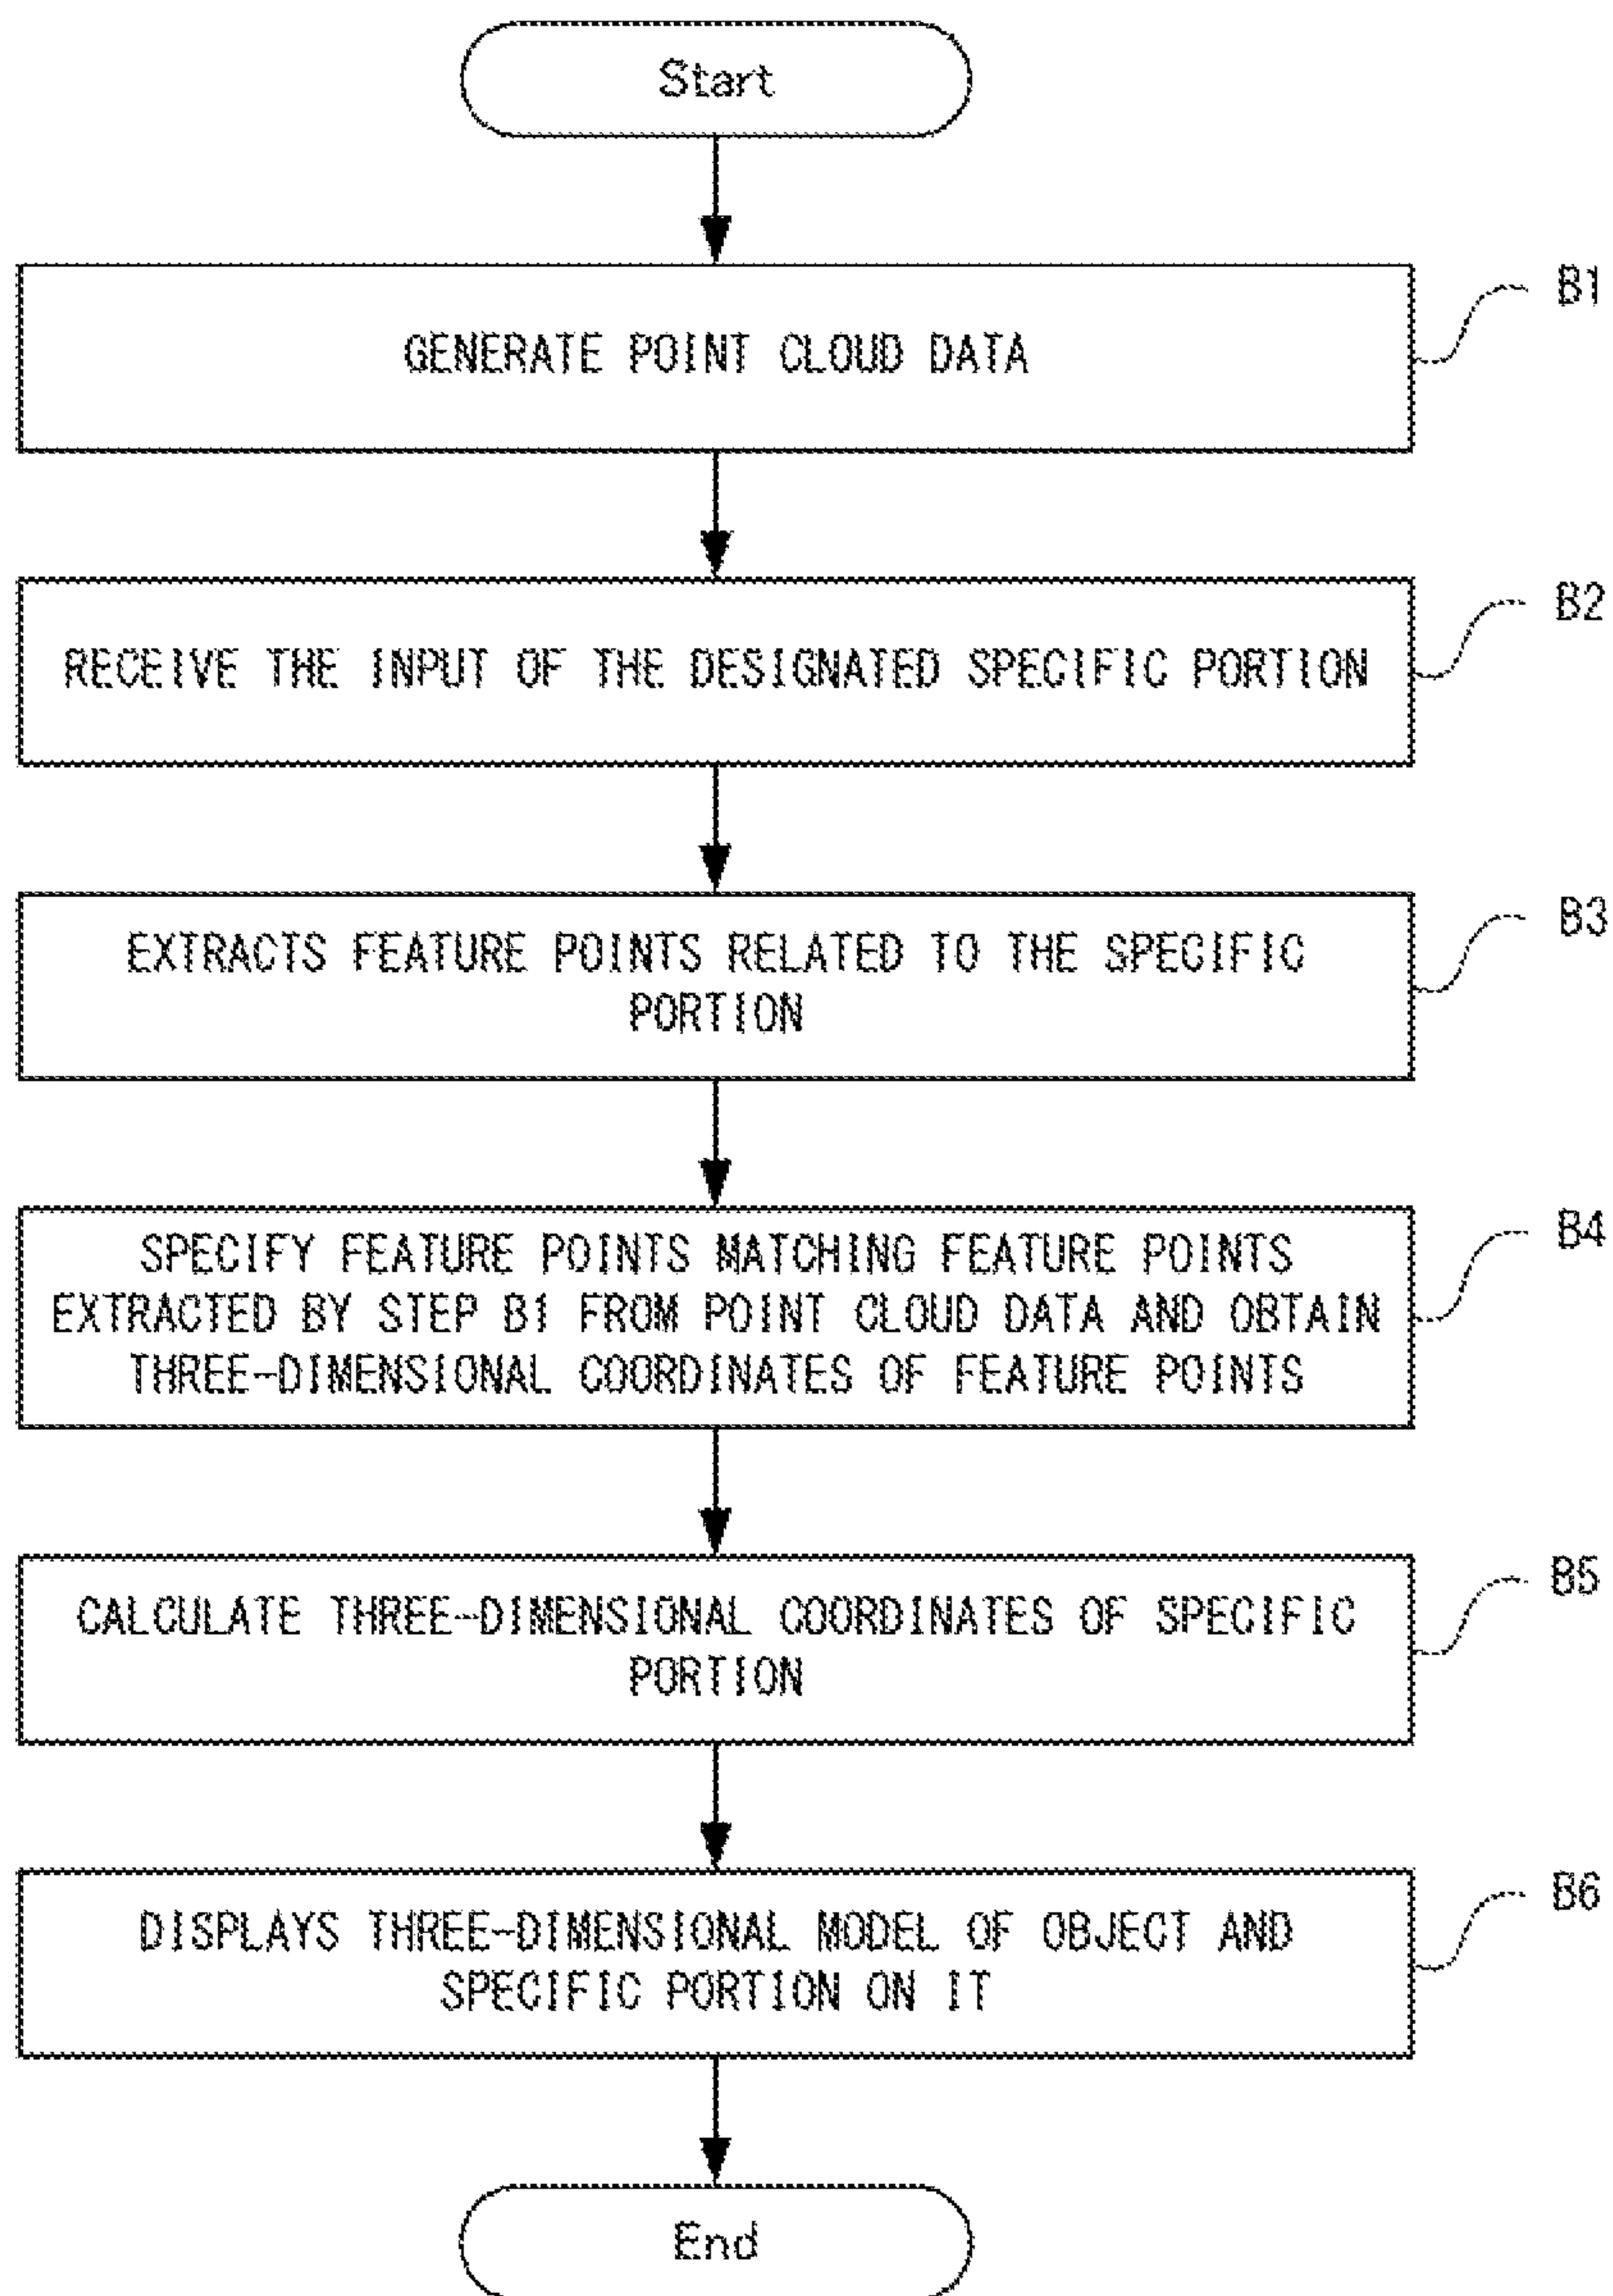 Start
GENERATE POINT CLOUD DATA
B1
RECEIVE THE INPUT OF THE DESIGNATED SPECIFIC PORTION
B2
EXTRACTS FEATURE POINTS RELATED TO THE SPECIFIC
PORTION
B3
SPECIFY FEATURE POINTS MATCHING FEATURE POINTS
EXTRACTED BY STEP B1 FROM POINT CLOUD DATA AND OBTAIN
THREE-DIMENSIONAL COORDINATES OF FEATURE POINTS
B4
CALCULATE THREE-DIMENSIONAL COORDINATES OF SPECIFIC
PORTION
B5
DISPLAYS THREE-DIMENSIONAL MODEL OF OBJECT AND
SPECIFIC PORTION ON IT
B6
End